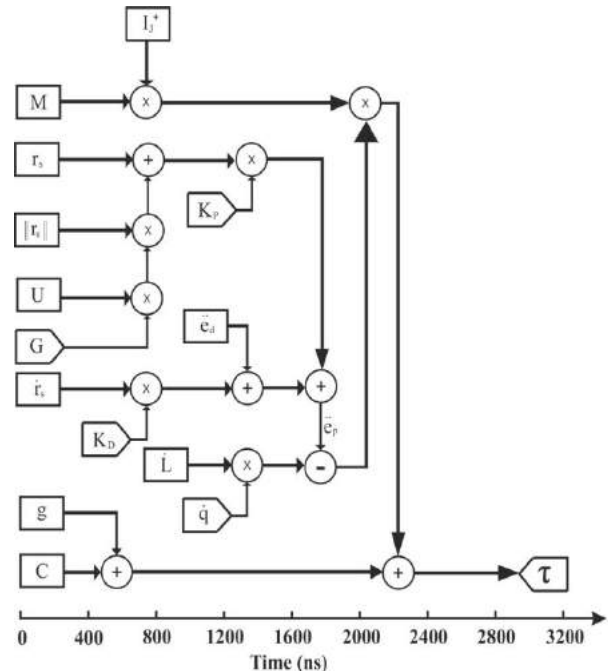 I_J^+
M
×
×
r_s
+
×
K_P
‖r_s‖
×
U
×
G
ë_d
ṙ_s
×
+
+
K_D
ë_p
L̇
×
-
q̇
g
C
+
+
τ
0 400 800 1200 1600 2000 2400 2800 3200
Time (ns)